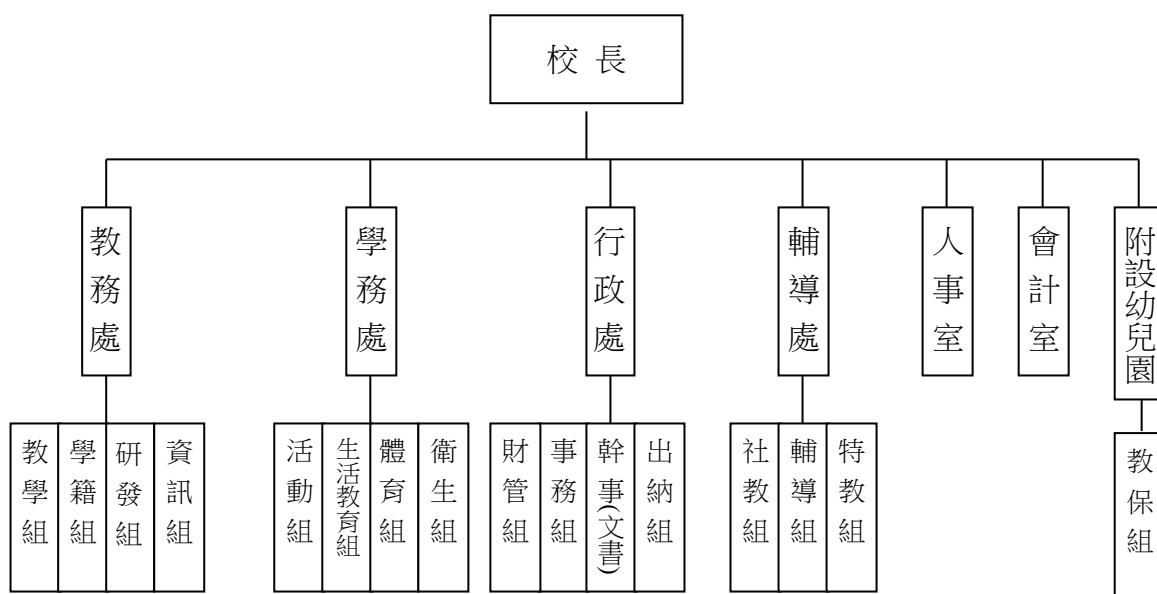 校長
教務處
學務處
行政處
輔導處
人事室
會計室
附設幼兒園
教學組
學籍組
研發組
資訊組
活動組
生活教育組
體育組
衛生組
財管組
事務組
幹事(文書)
出納組
社教組
輔導組
特教組
教保組